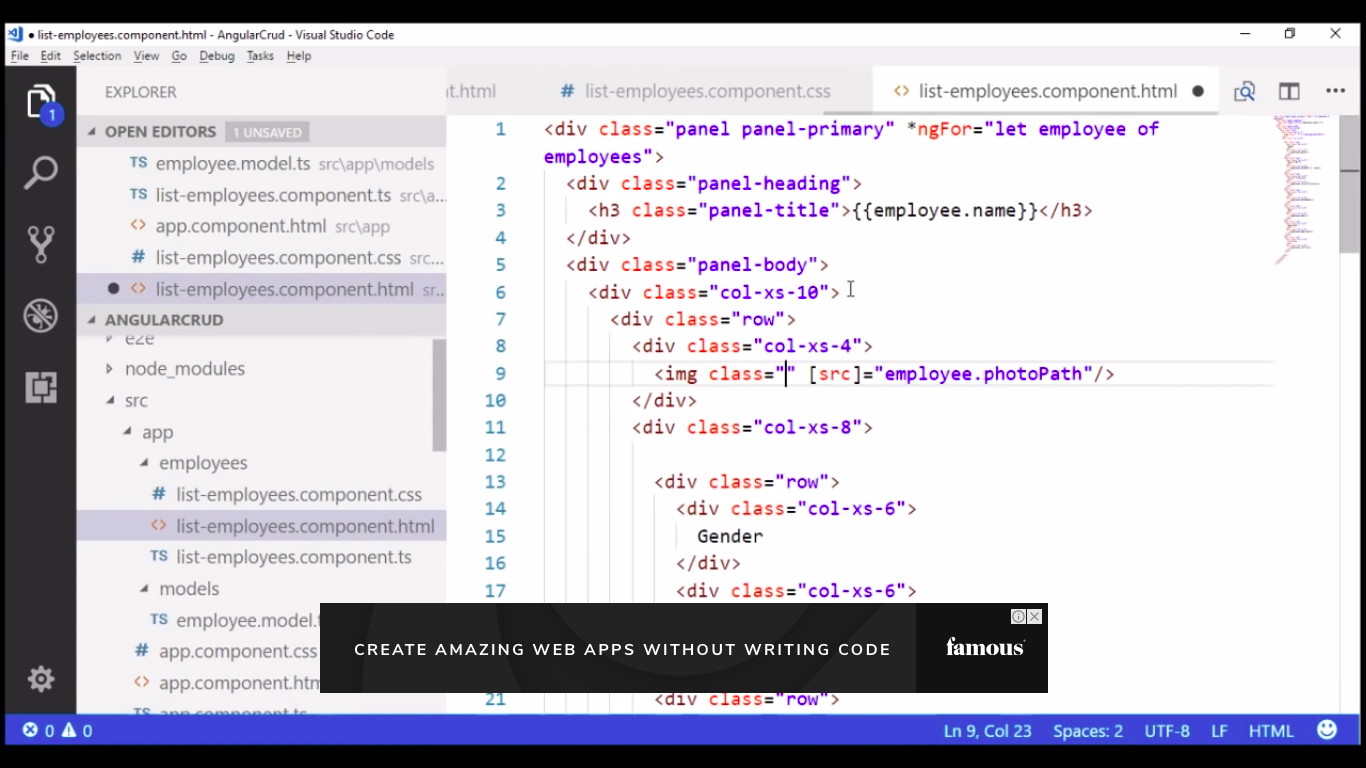 list-employees.component.html - AngularCrud - Visual Studio Code
File Edit Selection View Go Debug Tasks Help
EXPLORER
OPEN EDITORS 1 UNSAVED
TS employee.model.ts src\app\models
TS list-employees.component.ts src\a...
<> app.component.html src\app
# list-employees.component.css src...
● <> list-employees.component.html sr...
ANGULARCRUD
e2e
node_modules
src
app
employees
# list-employees.component.css
<> list-employees.component.html
TS list-employees.component.ts
models
TS employee.model.
# app.component.css
<> app.component.htm
TS app.component.ts
t.html # list-employees.component.css <> list-employees.component.html ●
1 <div class="panel panel-primary" *ngFor="let employee of
employees">
2 <div class="panel-heading">
3 <h3 class="panel-title">{{employee.name}}</h3>
4 </div>
5 <div class="panel-body">
6 <div class="col-xs-10">
7 <div class="row">
8 <div class="col-xs-4">
9 <img class="" [src]="employee.photoPath"/>
10 </div>
11 <div class="col-xs-8">
12
13 <div class="row">
14 <div class="col-xs-6">
15 Gender
16 </div>
17 <div class="col-xs-6">
CREATE AMAZING WEB APPS WITHOUT WRITING CODE
famous
21 <div class="row">
0 0 Ln 9, Col 23 Spaces: 2 UTF-8 LF HTML